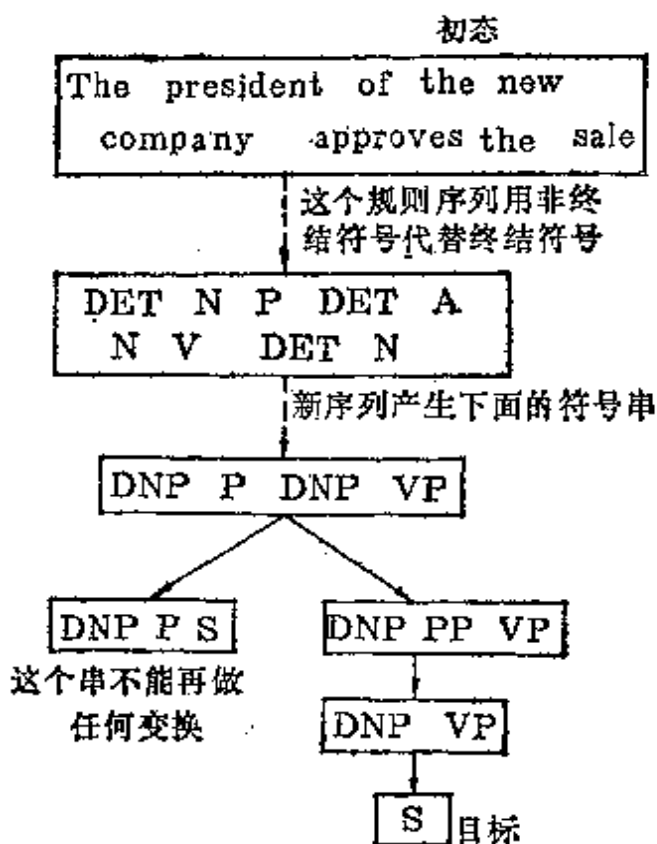 初态
The president of the new
company approves the sale
这个规则序列用非终
结符号代替终结符号
DET N P DET A
N V DET N
新序列产生下面的符号串
DNP P DNP VP
DNP P S
DNP PP VP
这个串不能再做
任何变换
DNP VP
S
目标